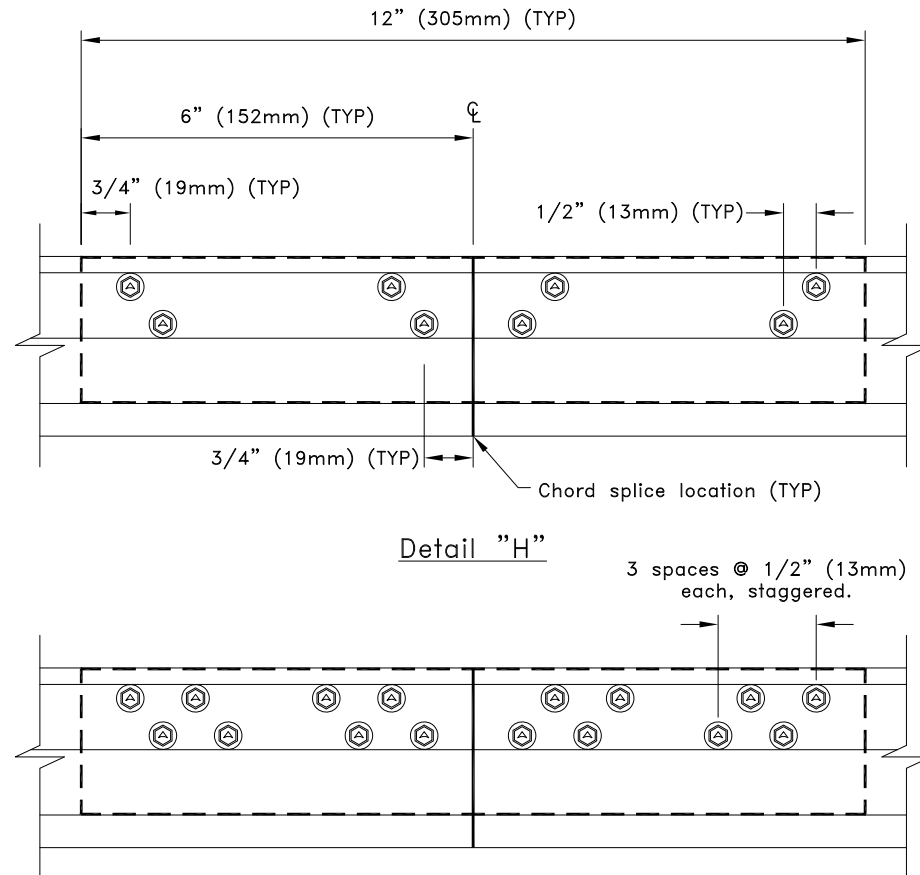 12” (305mm) (TYP)
6” (152mm) (TYP)
℄
3/4” (19mm) (TYP)
1/2” (13mm) (TYP)
3/4” (19mm) (TYP)
Chord splice location (TYP)
Detail ”H”
3 spaces @ 1/2” (13mm)
each, staggered.